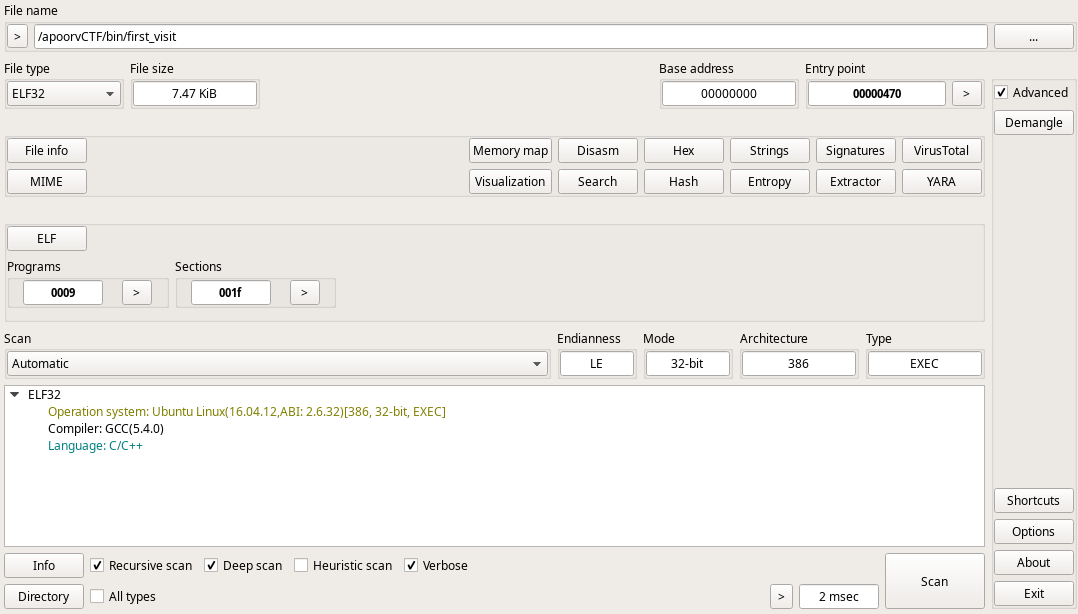 File name
> /apoorvCTF/bin/first_visit ...
File type File size Base address Entry point
ELF32 7.47 KiB 00000000 00000470 > Advanced
Demangle
File info Memory map Disasm Hex Strings Signatures VirusTotal
MIME Visualization Search Hash Entropy Extractor YARA
ELF
Programs Sections
0009 > 001f >
Scan Endianness Mode Architecture Type
Automatic LE 32-bit 386 EXEC
ELF32
Operation system: Ubuntu Linux(16.04.12,ABI: 2.6.32)[386, 32-bit, EXEC]
Compiler: GCC(5.4.0)
Language: C/C++
Shortcuts
Options
Info Recursive scan Deep scan Heuristic scan Verbose Scan About
Directory All types > 2 msec Exit